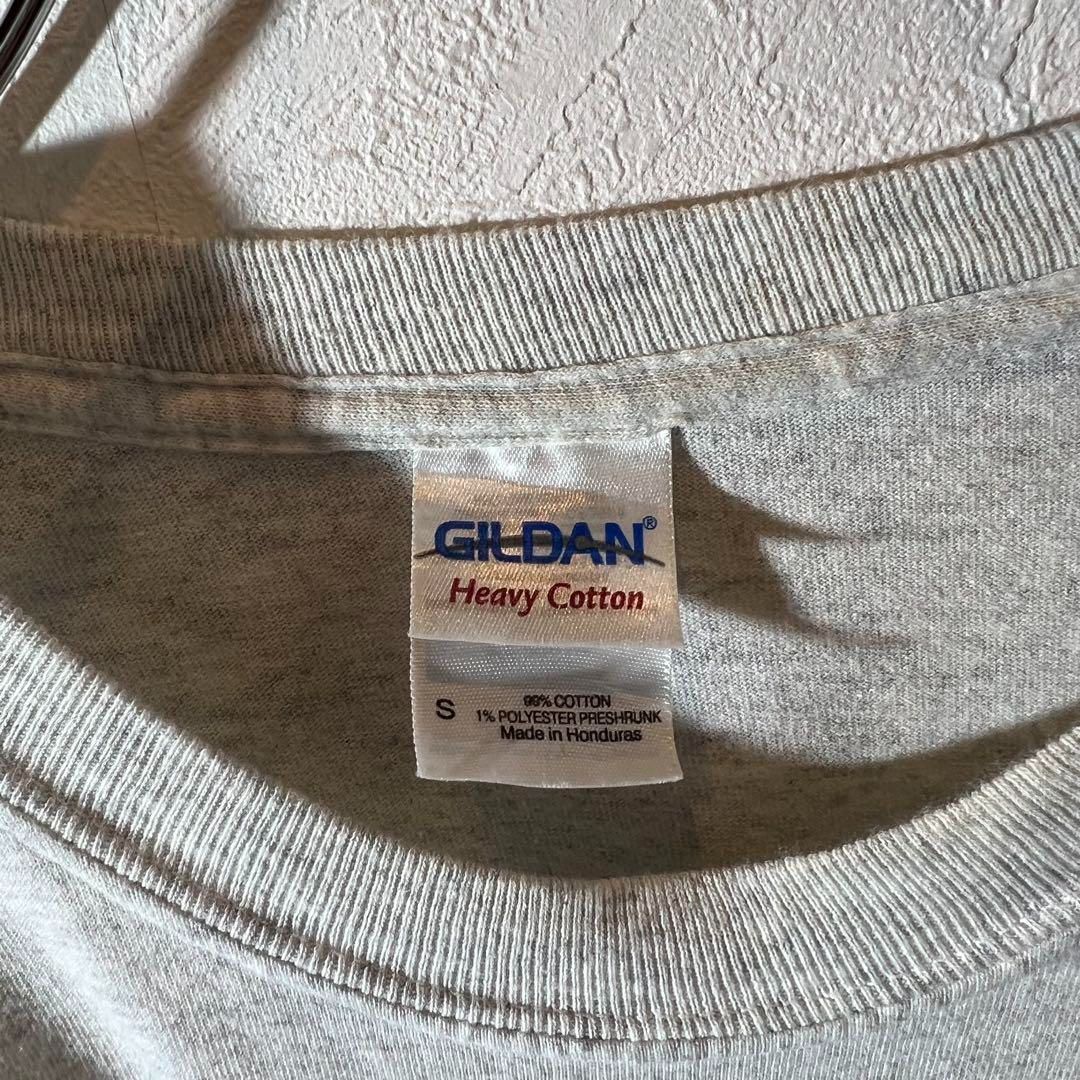 GILDAN®
Heavy Cotton
S
99% COTTON
1% POLYESTER PRESHRUNK
Made in Honduras